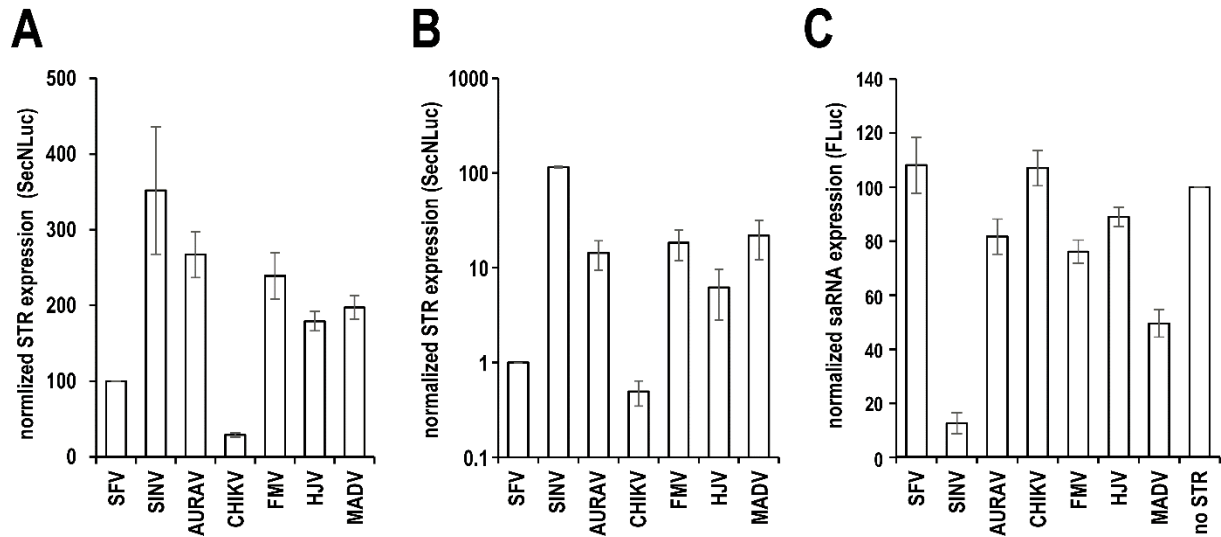 A
normlized STR expression (SecNLuc)
500
400
300
200
100
0
SFV
SINV
AURAV
CHIKV
FMV
HJV
MADV
B
normalized STR expression (SecNLuc)
1000
100
10
1
0.1
SFV
SINV
AURAV
CHIKV
FMV
HJV
MADV
C
normalized saRNA expression (FLuc)
140
120
100
80
60
40
20
0
SFV
SINV
AURAV
CHIKV
FMV
HJV
MADV
no STR